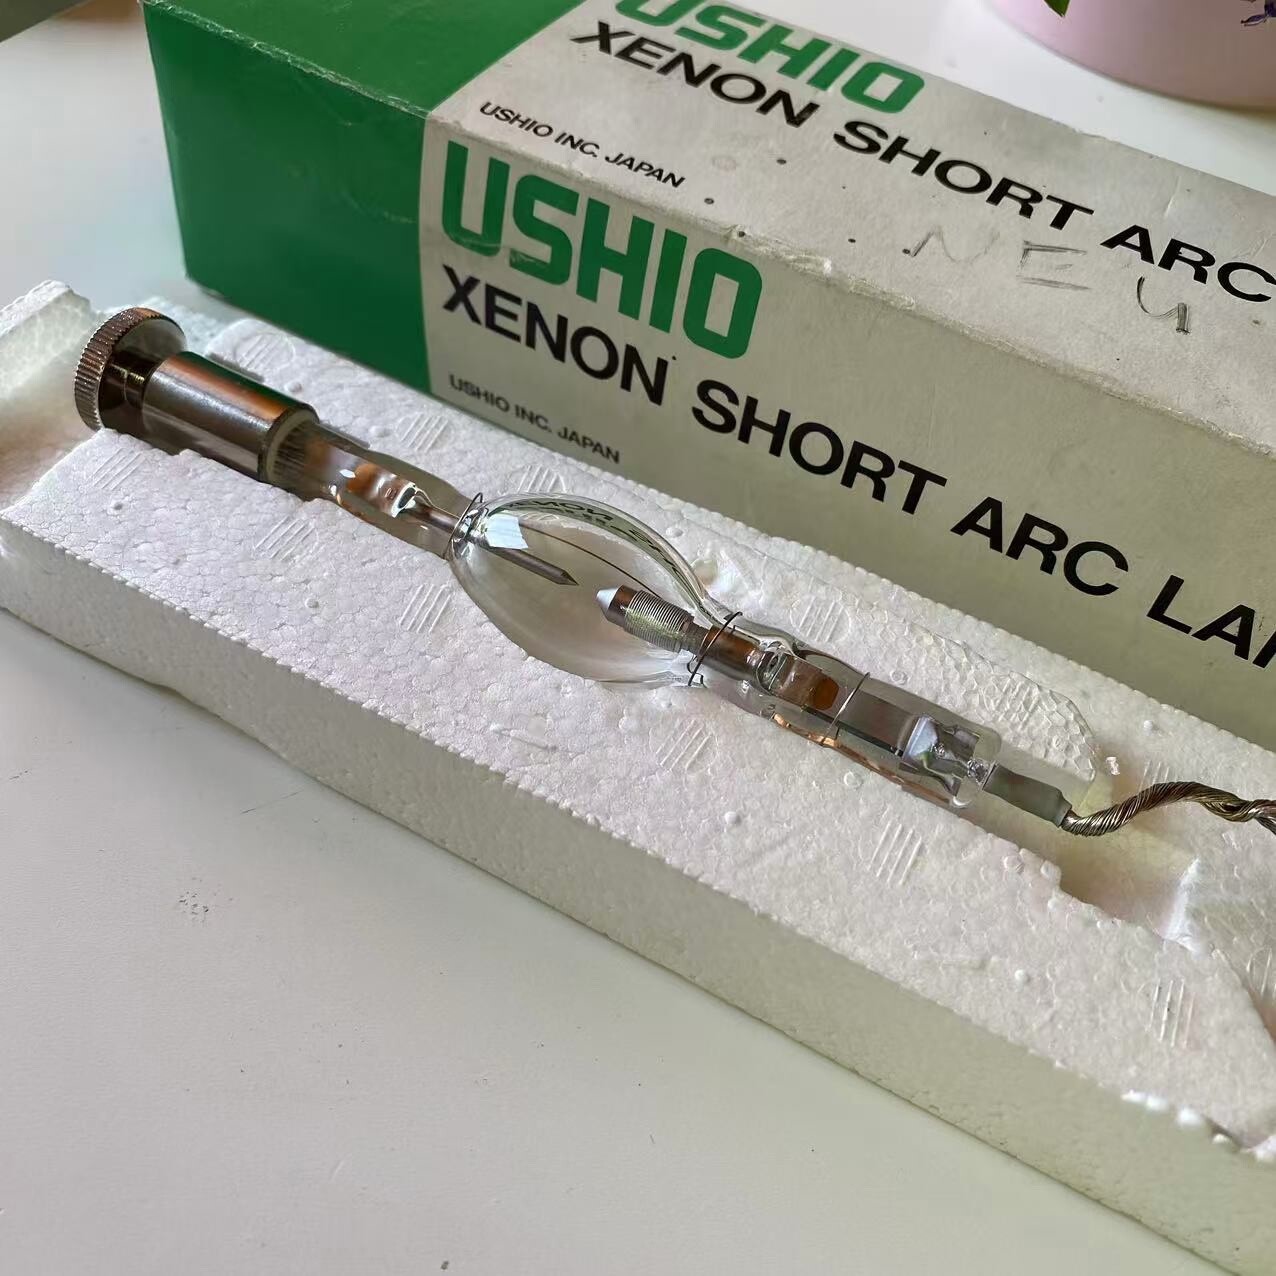 USHIO
XENON SHORT ARC
USHIO INC. JAPAN
NEW
USHIO
XENON SHORT ARC LA
USHIO INC. JAPAN